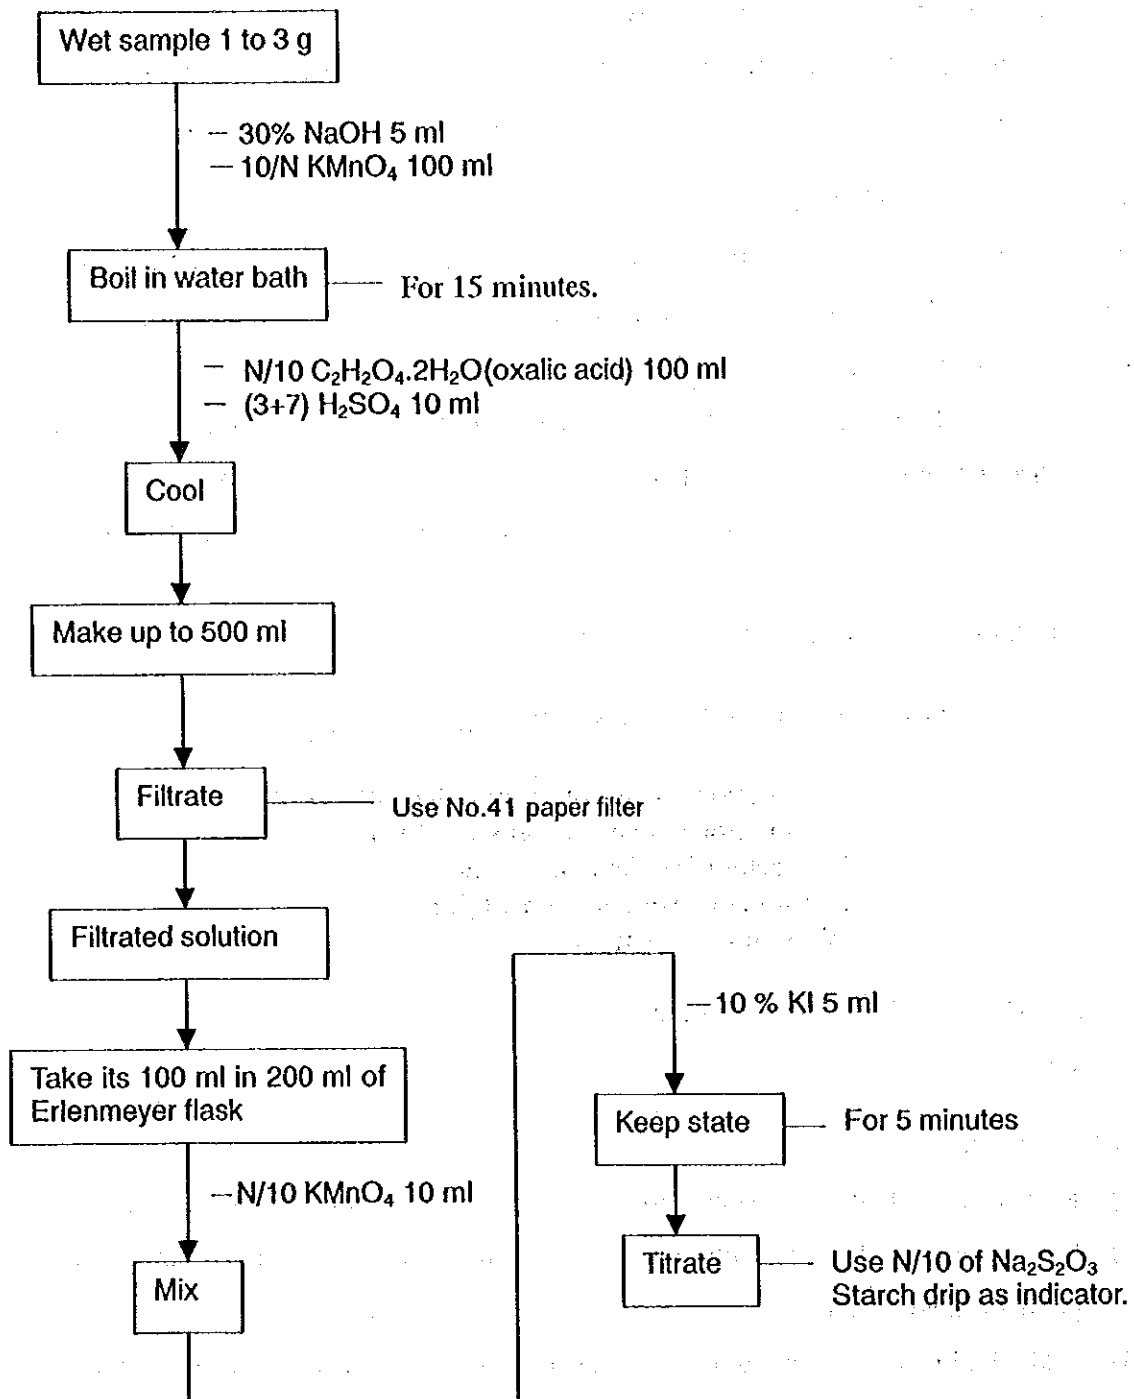 Wet sample 1 to 3 g
— 30% NaOH 5 ml
— 10/N KMnO₄ 100 ml
Boil in water bath
For 15 minutes.
— N/10 C₂H₂O₄.2H₂O(oxalic acid) 100 ml
— (3+7) H₂SO₄ 10 ml
Cool
Make up to 500 ml
Filtrate
Use No.41 paper filter
Filtrated solution
Take its 100 ml in 200 ml of
Erlenmeyer flask
— N/10 KMnO₄ 10 ml
Mix
— 10 % KI 5 ml
Keep state
For 5 minutes
Titrate
Use N/10 of Na₂S₂O₃
Starch drip as indicator.